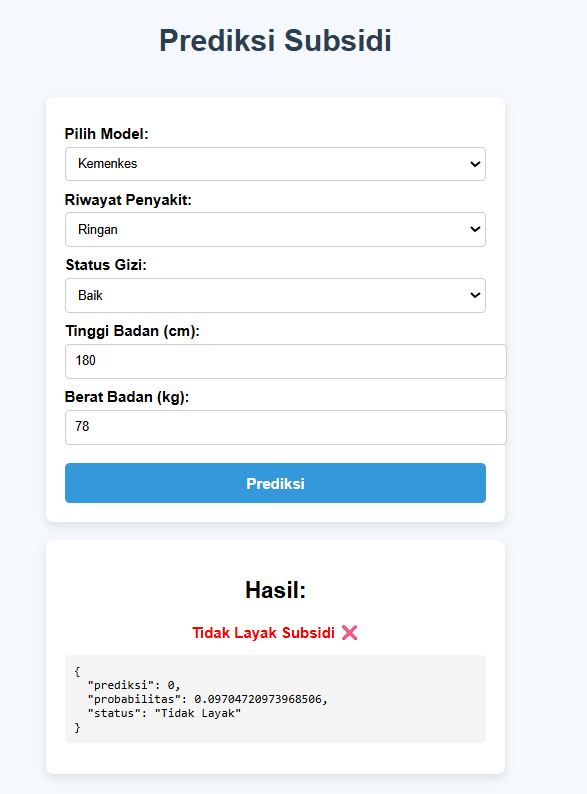 Prediksi Subsidi
Pilih Model:
Kemenkes
Riwayat Penyakit:
Ringan
Status Gizi:
Baik
Tinggi Badan (cm):
180
Berat Badan (kg):
78
Prediksi
Hasil:
Tidak Layak Subsidi ❌
{
  "prediksi": 0,
  "probabilitas": 0.09704720973968506,
  "status": "Tidak Layak"
}